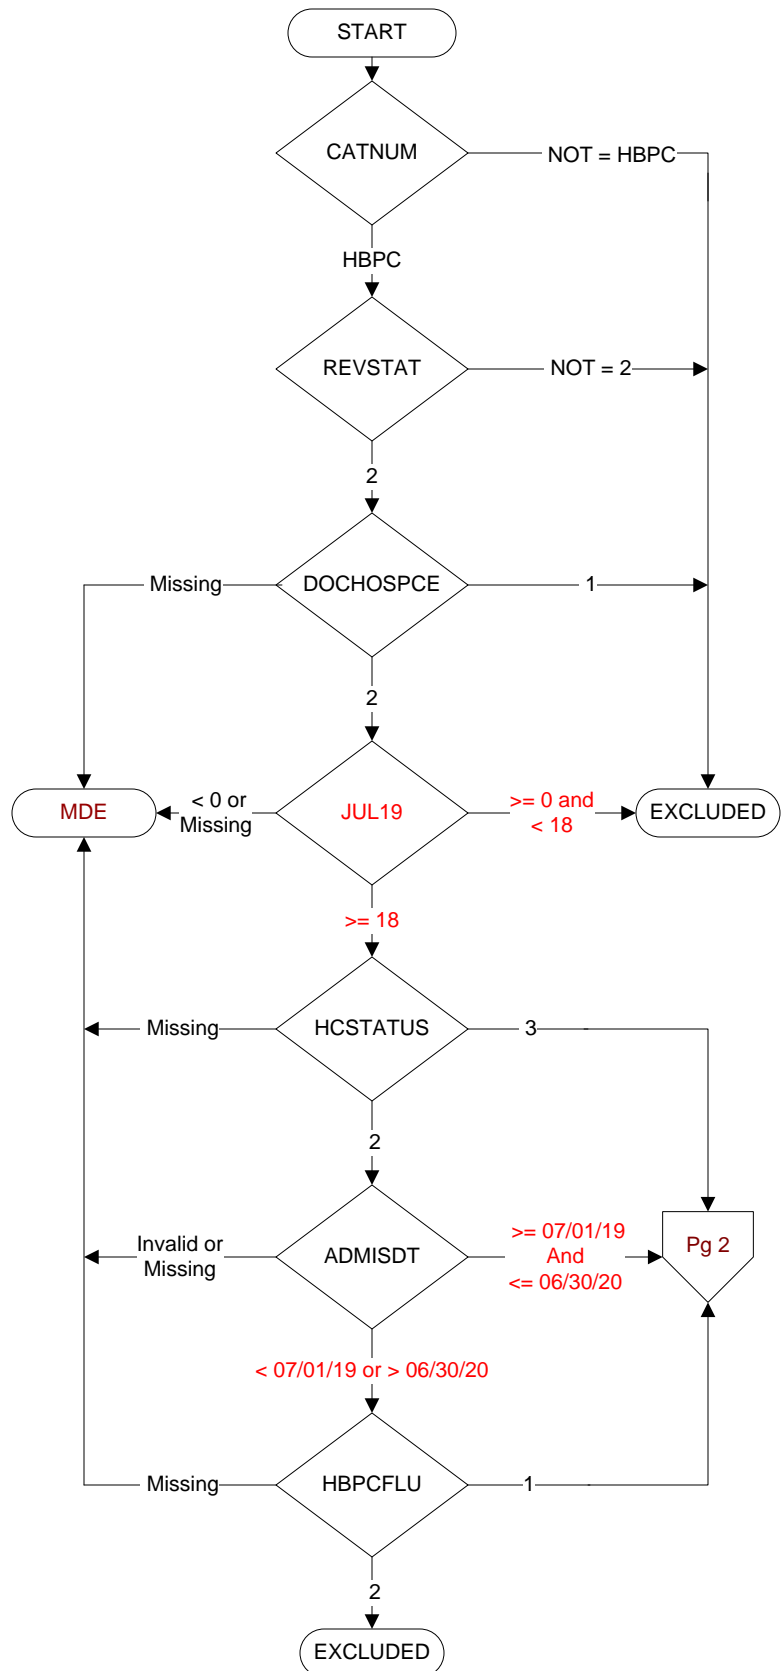 START
CATNUM
NOT = HBPC
HBPC
REVSTAT
NOT = 2
2
Missing
DOCHOSPCE
1
2
MDE
< 0 or
Missing
JUL19
>= 0 and
< 18
EXCLUDED
>= 18
Missing
HCSTATUS
3
2
Invalid or
Missing
ADMISDT
>= 07/01/19
And
<= 06/30/20
Pg 2
< 07/01/19 or > 06/30/20
Missing
HBPCFLU
1
2
EXCLUDED